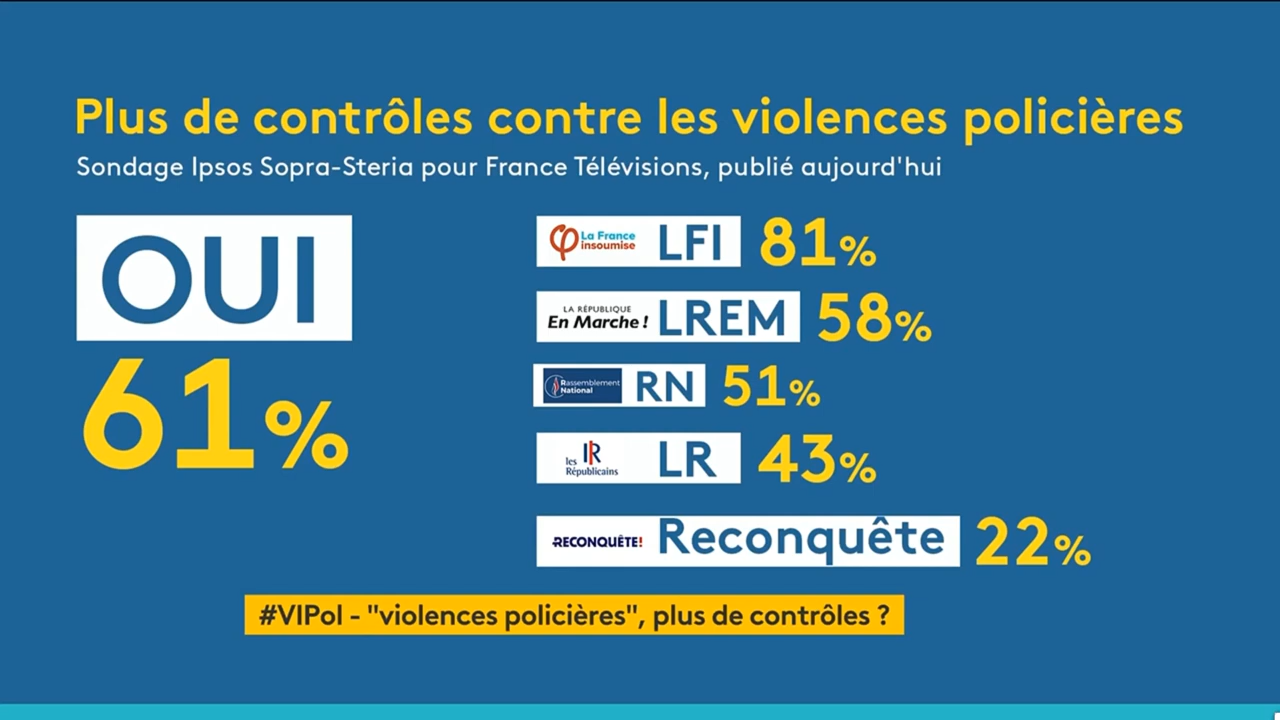 Plus de contrôles contre les violences policières
Sondage Ipsos Sopra-Steria pour France Télévisions, publié aujourd'hui
OUI
61%
La France
insoumise
LFI 81%
LA RÉPUBLIQUE
En Marche !
LREM 58%
Rassemblement
National
RN 51%
lR
les
Républicains
LR 43%
RECONQUÊTE!
Reconquête 22%
#VIPol - "violences policières", plus de contrôles ?